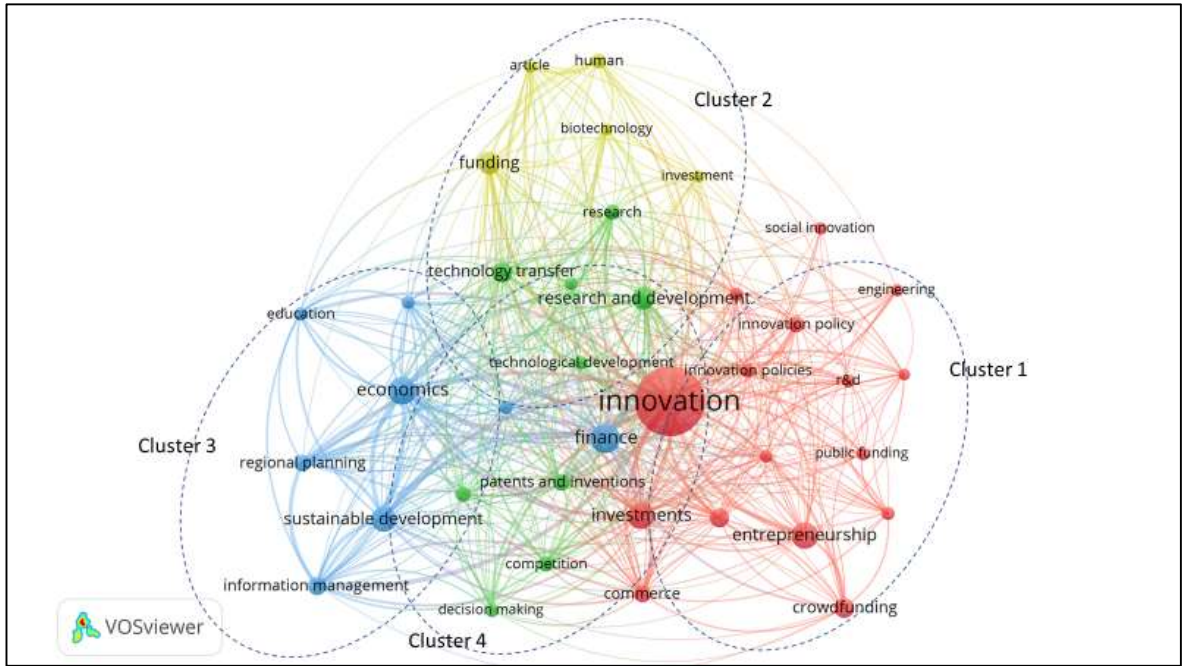 article
human
Cluster 2
biotechnology
funding
investment
research
social innovation
technology transfer
engineering
research and development
education
innovation policy
technological development
innovation policies
r&d
Cluster 1
economics
innovation
Cluster 3
finance
regional planning
public funding
patents and inventions
sustainable development
investments
entrepreneurship
competition
information management
commerce
crowdfunding
decision making
VOSviewer
Cluster 4